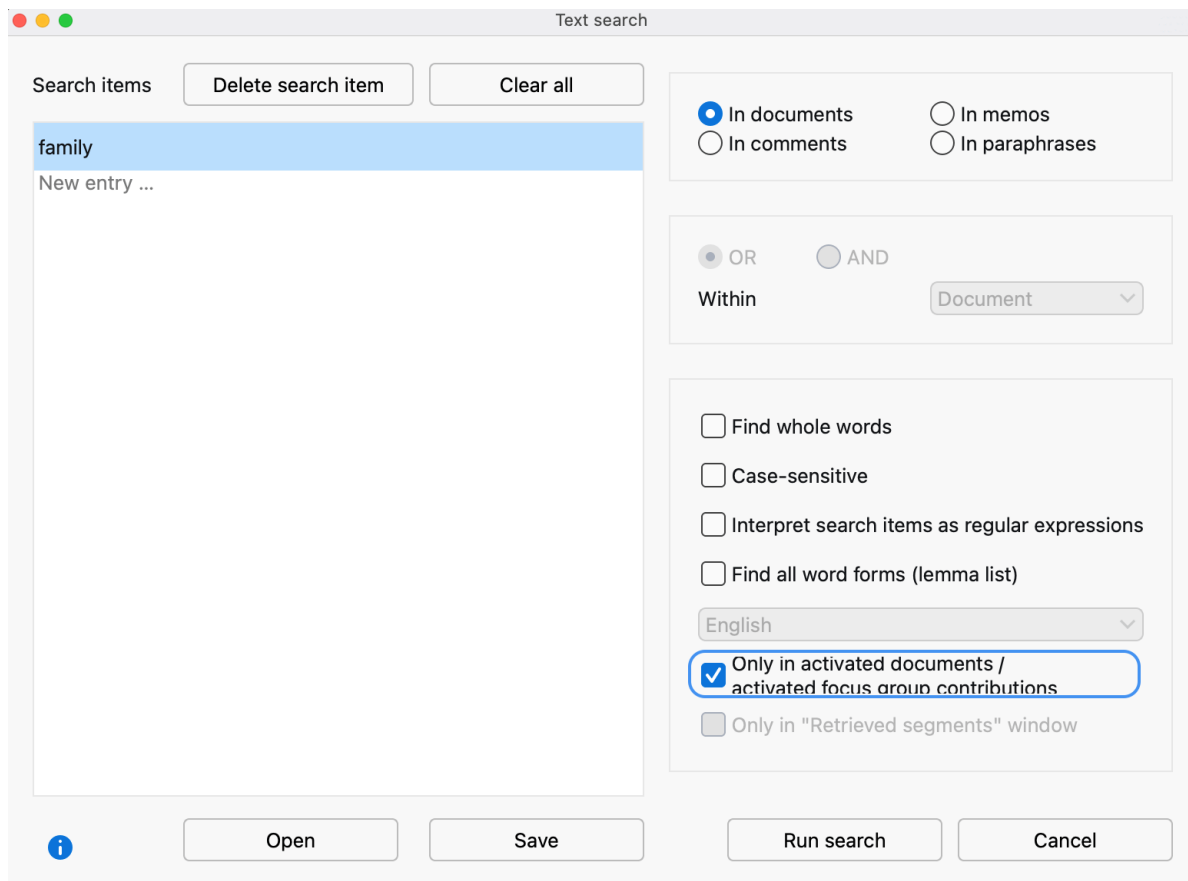 Text search
Search items
Delete search item
Clear all
family
New entry ...
In documents
In memos
In comments
In paraphrases
OR
AND
Within
Document
Find whole words
Case-sensitive
Interpret search items as regular expressions
Find all word forms (lemma list)
English
Only in activated documents /
activated focus group contributions
Only in "Retrieved segments" window
Open
Save
Run search
Cancel